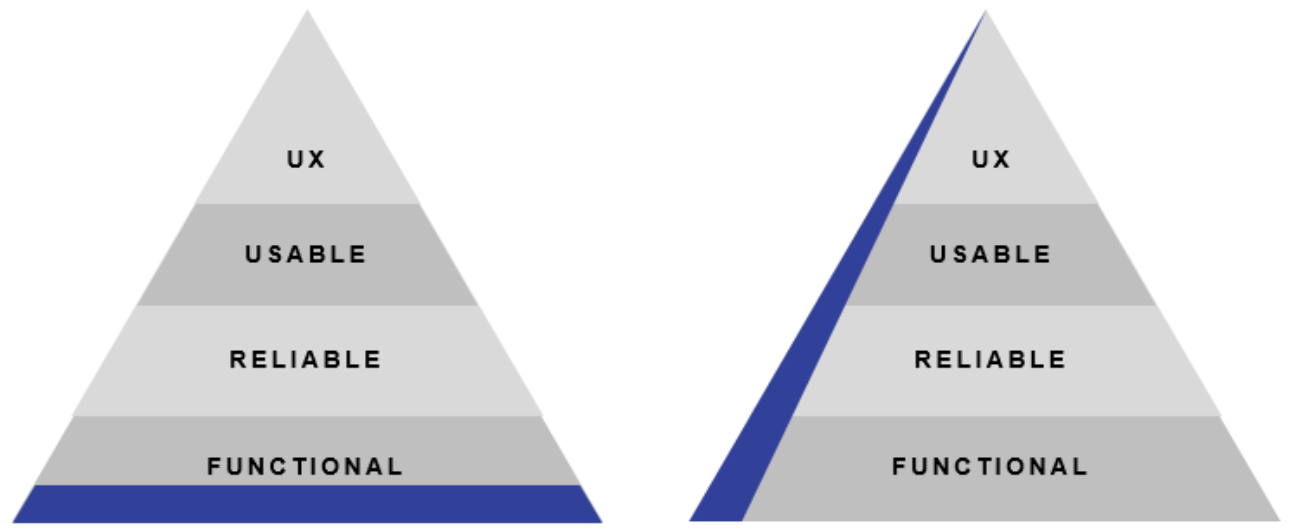 UX
USABLE
RELIABLE
FUNCTIONAL
UX
USABLE
RELIABLE
FUNCTIONAL